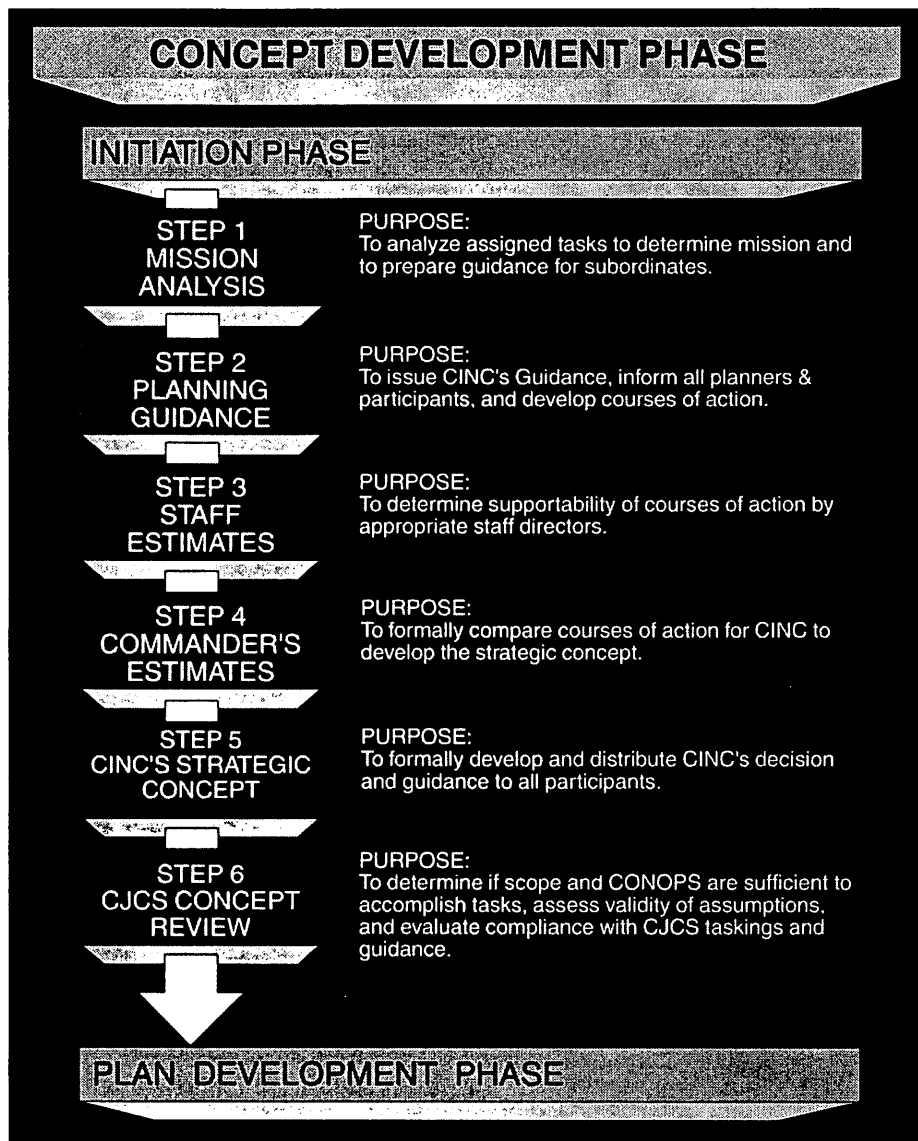 CONCEPT DEVELOPMENT PHASE
INITIATION PHASE
STEP 1
MISSION
ANALYSIS
PURPOSE:
To analyze assigned tasks to determine mission and
to prepare guidance for subordinates.
STEP 2
PLANNING
GUIDANCE
PURPOSE:
To issue CINC's Guidance, inform all planners &
participants, and develop courses of action.
STEP 3
STAFF
ESTIMATES
PURPOSE:
To determine supportability of courses of action by
appropriate staff directors.
STEP 4
COMMANDER'S
ESTIMATES
PURPOSE:
To formally compare courses of action for CINC to
develop the strategic concept.
STEP 5
CINC'S STRATEGIC
CONCEPT
PURPOSE:
To formally develop and distribute CINC's decision
and guidance to all participants.
STEP 6
CJCS CONCEPT
REVIEW
PURPOSE:
To determine if scope and CONOPS are sufficient to
accomplish tasks, assess validity of assumptions,
and evaluate compliance with CJCS taskings and
guidance.
PLAN DEVELOPMENT PHASE